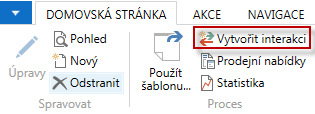 DOMOVSKÁ STRÁNKA AKCE NAVIGACE
Úpravy
Pohled
Nový
Odstranit
Spravovat
Použít
šablonu...
Vytvořit interakci
Prodejní nabídky
Statistika
Proces